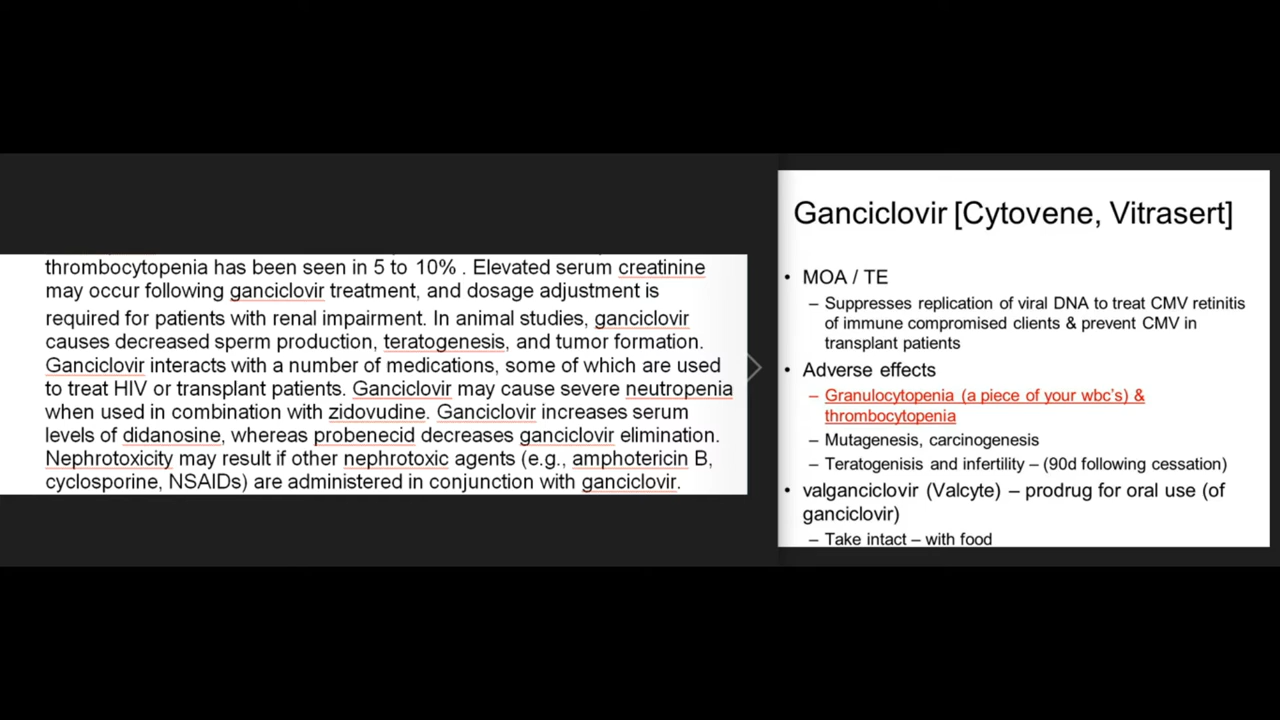 thrombocytopenia has been seen in 5 to 10% . Elevated serum creatinine
may occur following ganciclovir treatment, and dosage adjustment is
required for patients with renal impairment. In animal studies, ganciclovir
causes decreased sperm production, teratogenesis, and tumor formation.
Ganciclovir interacts with a number of medications, some of which are used
to treat HIV or transplant patients. Ganciclovir may cause severe neutropenia
when used in combination with zidovudine. Ganciclovir increases serum
levels of didanosine, whereas probenecid decreases ganciclovir elimination.
Nephrotoxicity may result if other nephrotoxic agents (e.g., amphotericin B,
cyclosporine, NSAIDs) are administered in conjunction with ganciclovir.
Ganciclovir [Cytovene, Vitrasert]
• MOA / TE
– Suppresses replication of viral DNA to treat CMV retinitis
of immune compromised clients & prevent CMV in
transplant patients
• Adverse effects
– Granulocytopenia (a piece of your wbc's) &
thrombocytopenia
– Mutagenesis, carcinogenesis
– Teratogenisis and infertility – (90d following cessation)
• valganciclovir (Valcyte) – prodrug for oral use (of
ganciclovir)
– Take intact – with food